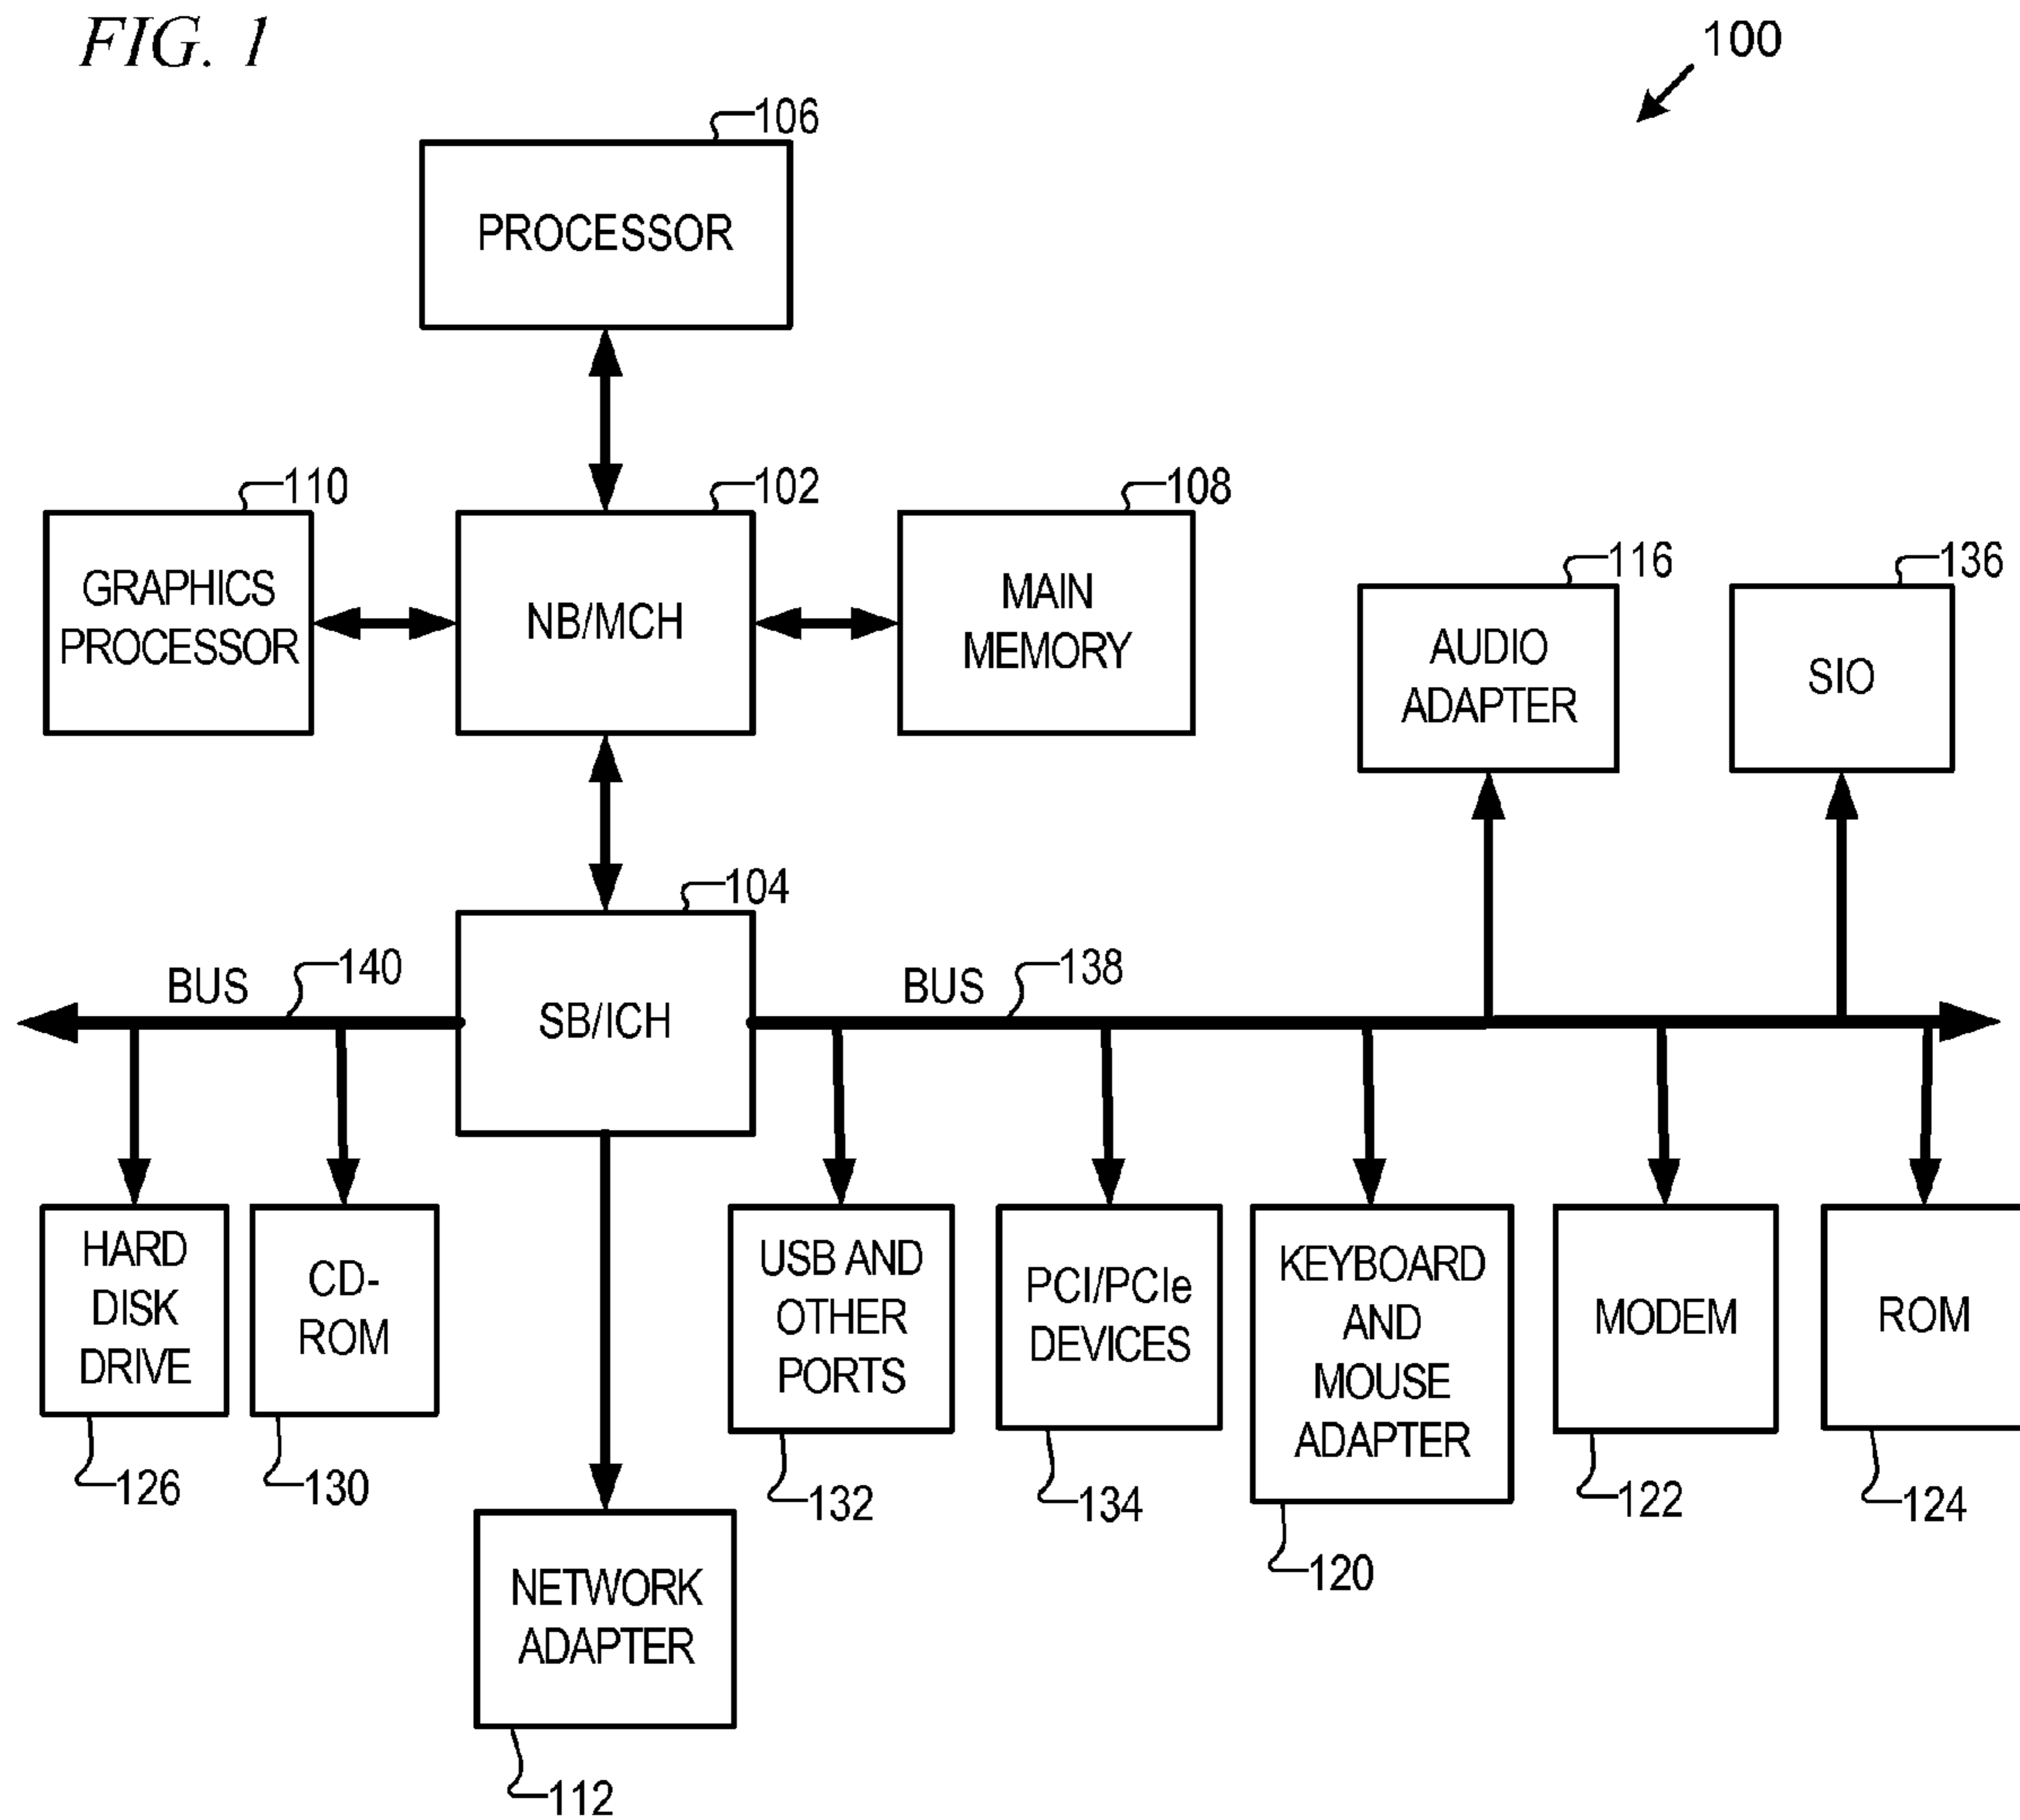 FIG. 1
100
106
PROCESSOR
110
102
108
GRAPHICS
PROCESSOR
NB/MCH
MAIN
MEMORY
116
136
AUDIO
ADAPTER
SIO
104
BUS
140
SB/ICH
BUS
138
HARD
DISK
DRIVE
CD-
ROM
USB AND
OTHER
PORTS
PCI/PCIe
DEVICES
KEYBOARD
AND
MOUSE
ADAPTER
MODEM
ROM
126
130
132
134
120
122
124
NETWORK
ADAPTER
112